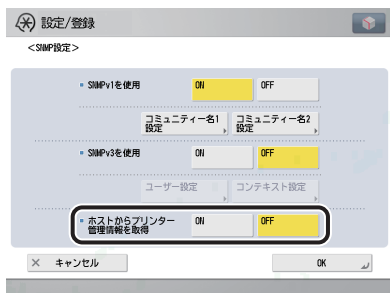 設定/登録
<SNMP設定>
SNMPv1を使用 ON OFF
コミュニティー名1 設定 コミュニティー名2 設定
SNMPv3を使用 ON OFF
ユーザー設定 コンテキスト設定
ホストからプリンター ON OFF
管理情報を取得
× キャンセル OK